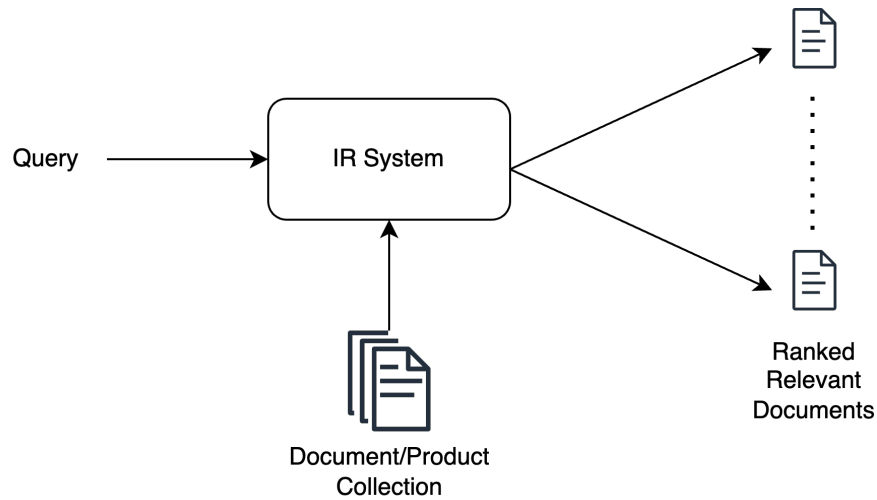 Query
IR System
Document/Product
Collection
Ranked
Relevant
Documents